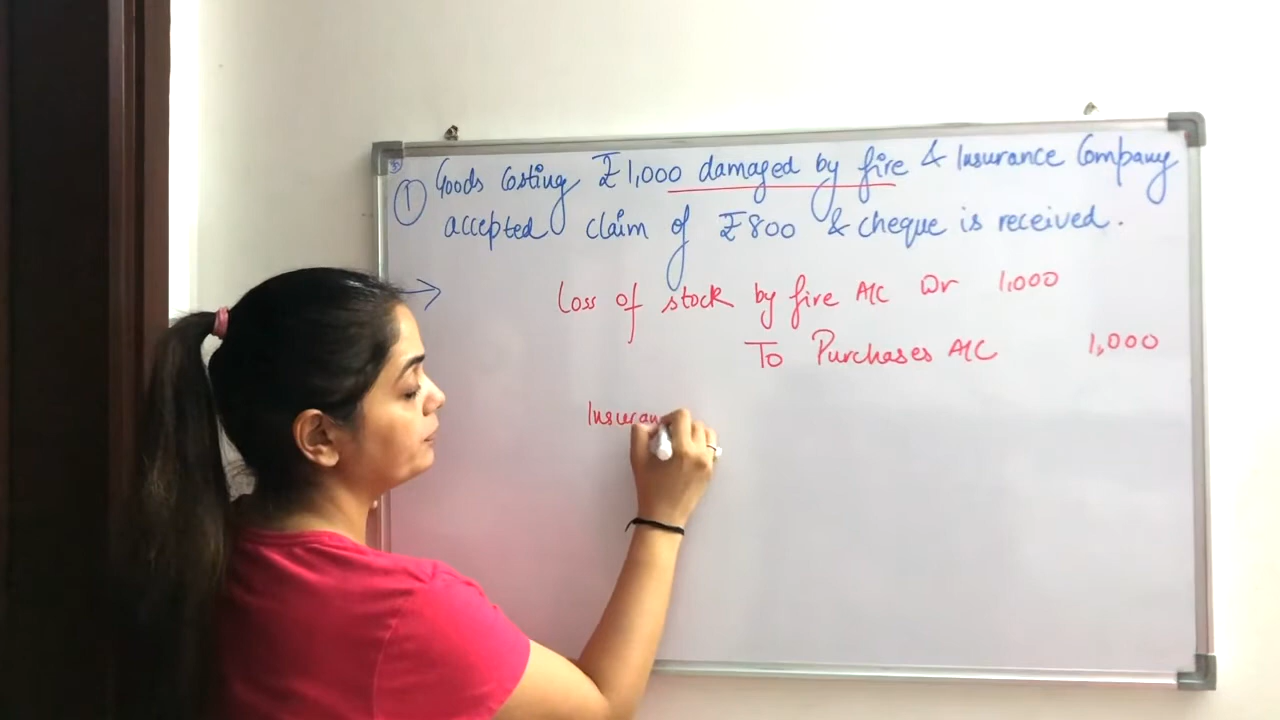 ① Goods Costing ₹1,000 damaged by fire & Insurance Company
accepted claim of ₹800 & cheque is received.
→ Loss of stock by fire A/C Dr 1,000
To Purchases A/C 1,000
Insuran